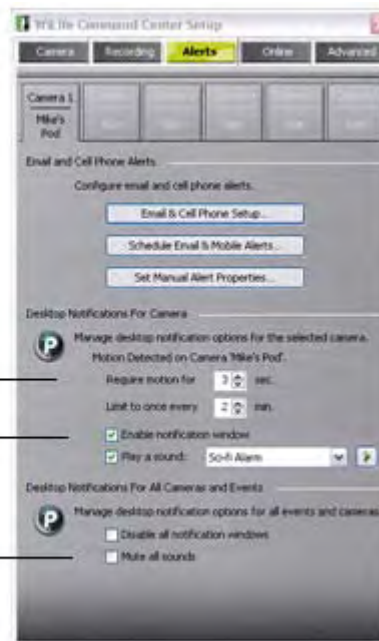 WiLife Command Center Setup
Camera Recording Alerts Online Advanced
Camera 1
Mike's
Pod
Email and Cell Phone Alerts
Configure email and cell phone alerts.
Email & Cell Phone Setup...
Schedule Email & Mobile Alerts...
Set Manual Alert Properties...
Desktop Notifications For Camera
P
Manage desktop notification options for the selected camera.
Motion Detected on Camera 'Mike's Pod'.
Require motion for 3 sec.
Limit to once every 2 min.
Enable notification window
Play a sound: Sci-fi Alarm
Desktop Notifications For All Cameras and Events
P
Manage desktop notification options for all events and cameras
Disable all notification windows
Mute all sounds